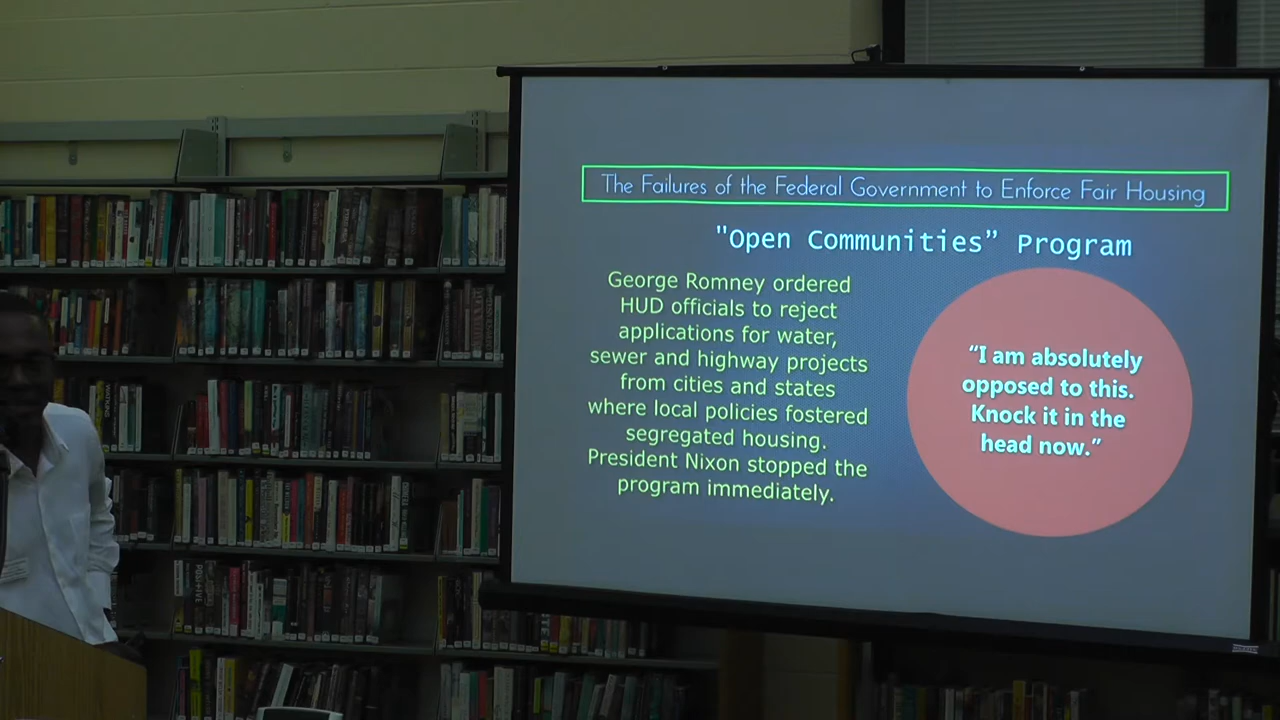 The Failures of the Federal Government to Enforce Fair Housing
"Open Communities” Program
George Romney ordered
HUD officials to reject
applications for water,
sewer and highway projects
from cities and states
where local policies fostered
segregated housing.
President Nixon stopped the
program immediately.
“I am absolutely
opposed to this.
Knock it in the
head now.”